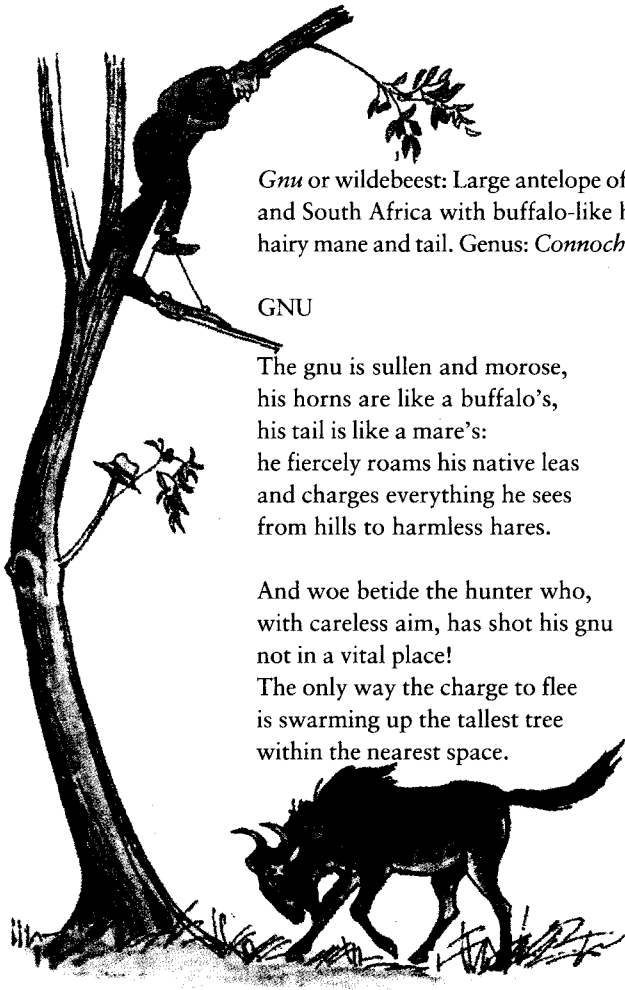 Gnu or wildebeest: Large antelope of
and South Africa with buffalo-like
hairy mane and tail. Genus:
GNU
The gnu is sullen and morose,
his horns are like a buffalo's,
his tail is like a mare's:
he fiercely roams his native leas
and charges everything he sees
from hills to harmless hares.
And woe betide the hunter who,
with careless aim, has shot his gnu
not in a vital place!
The only way the charge to flee
is swarming up the tallest tree
within the nearest space.